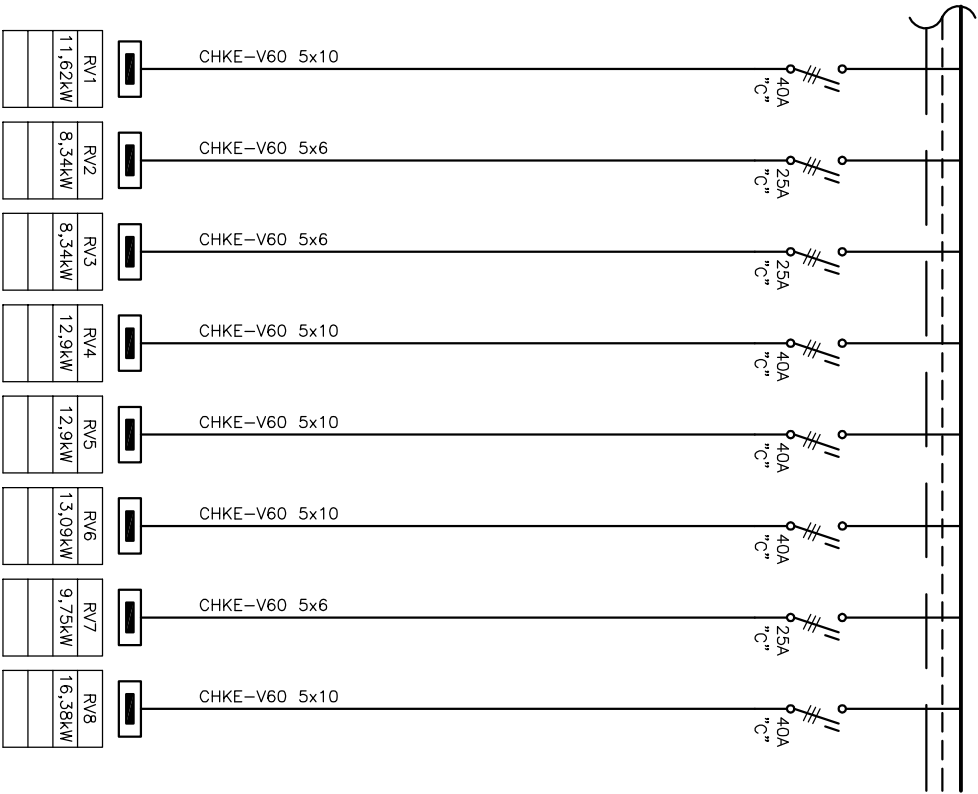 RV1
11,62kW
CHKE-V60 5x10
40A
"C"
RV2
8,34kW
CHKE-V60 5x6
25A
"C"
RV3
8,34kW
CHKE-V60 5x6
25A
"C"
RV4
12,9kW
CHKE-V60 5x10
40A
"C"
RV5
12,9kW
CHKE-V60 5x10
40A
"C"
RV6
13,09kW
CHKE-V60 5x10
40A
"C"
RV7
9,75kW
CHKE-V60 5x6
25A
"C"
RV8
16,38kW
CHKE-V60 5x10
40A
"C"